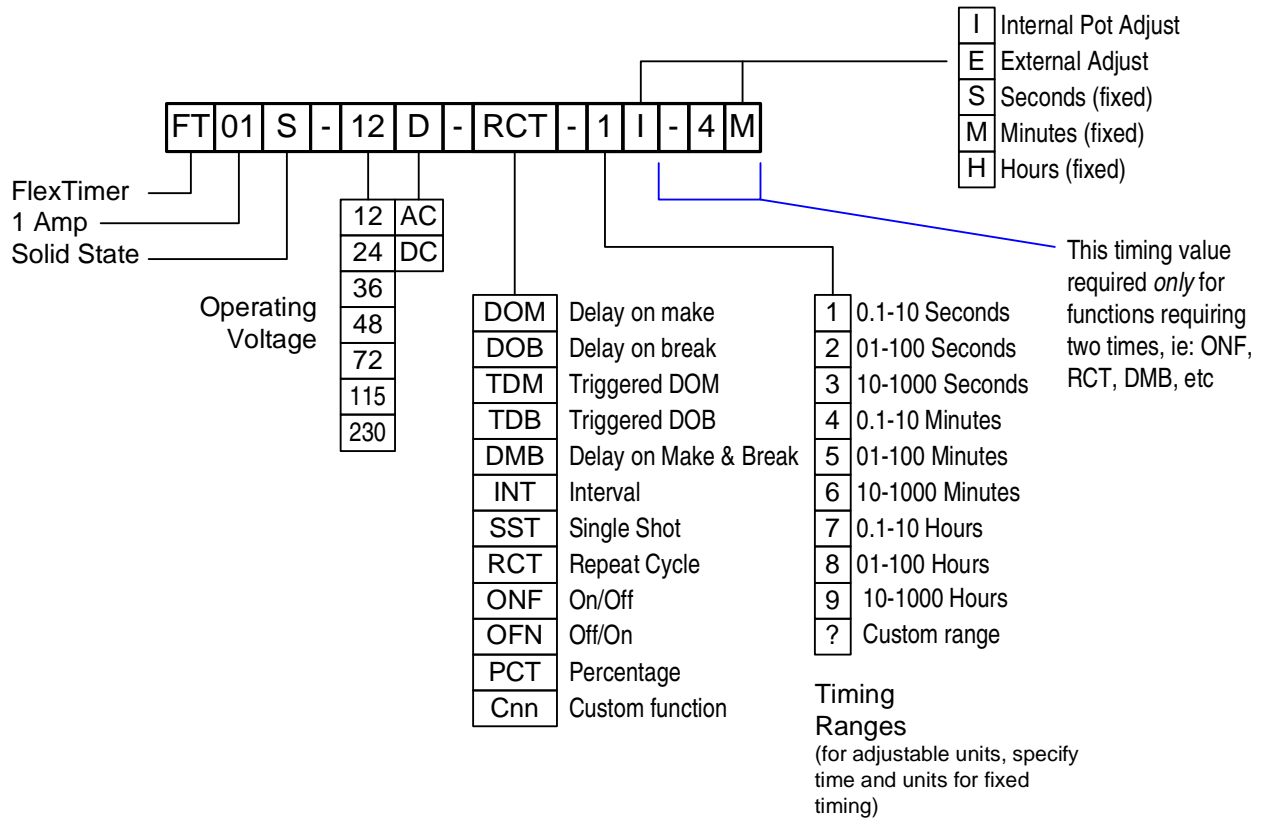 I Internal Pot Adjust
E External Adjust
S Seconds (fixed)
M Minutes (fixed)
H Hours (fixed)
FT 01 S - 12 D - RCT - 1 I - 4 M
FlexTimer
1 Amp
Solid State
Operating
Voltage
12 AC
24 DC
36
48
72
115
230
DOM Delay on make
DOB Delay on break
TDM Triggered DOM
TDB Triggered DOB
DMB Delay on Make & Break
INT Interval
SST Single Shot
RCT Repeat Cycle
ONF On/Off
OFN Off/On
PCT Percentage
Cnn Custom function
1 0.1-10 Seconds
2 01-100 Seconds
3 10-1000 Seconds
4 0.1-10 Minutes
5 01-100 Minutes
6 10-1000 Minutes
7 0.1-10 Hours
8 01-100 Hours
9 10-1000 Hours
? Custom range
Timing
Ranges
(for adjustable units, specify
time and units for fixed
timing)
This timing value
required only for
functions requiring
two times, ie: ONF,
RCT, DMB, etc